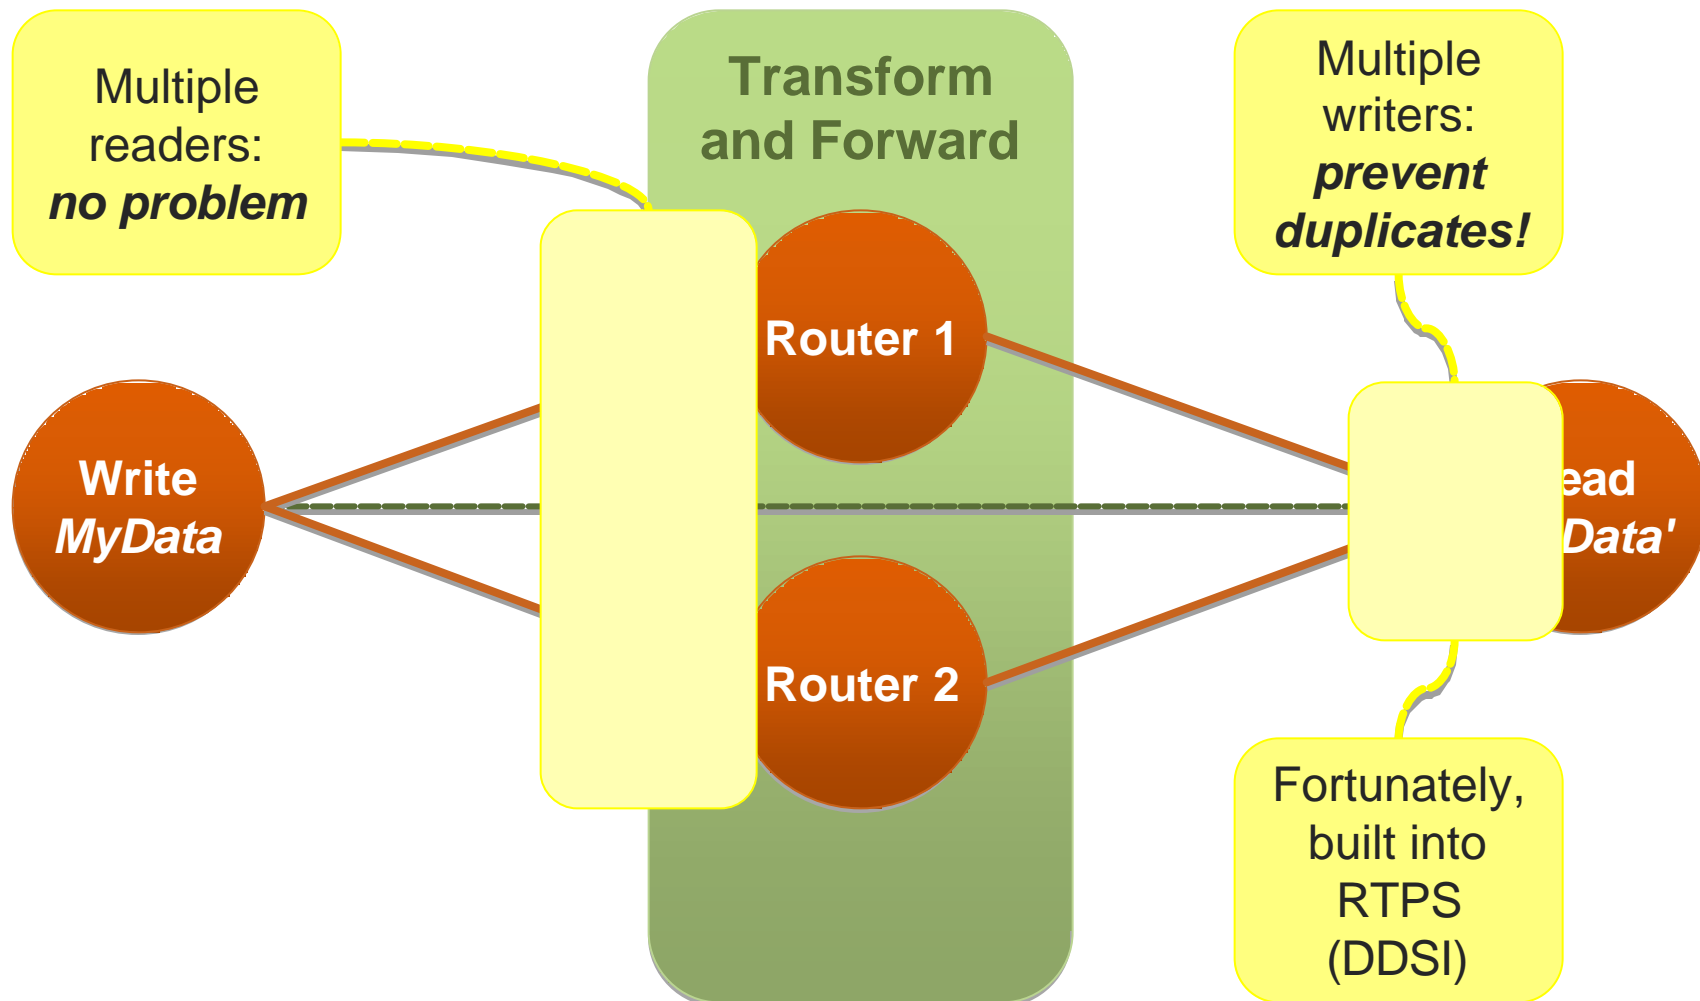 Multiple
readers:
no problem
Transform
and Forward
Multiple
writers:
prevent
duplicates!
Router 1
Write
MyData
ead
Data'
Router 2
Fortunately,
built into
RTPS
(DDSI)